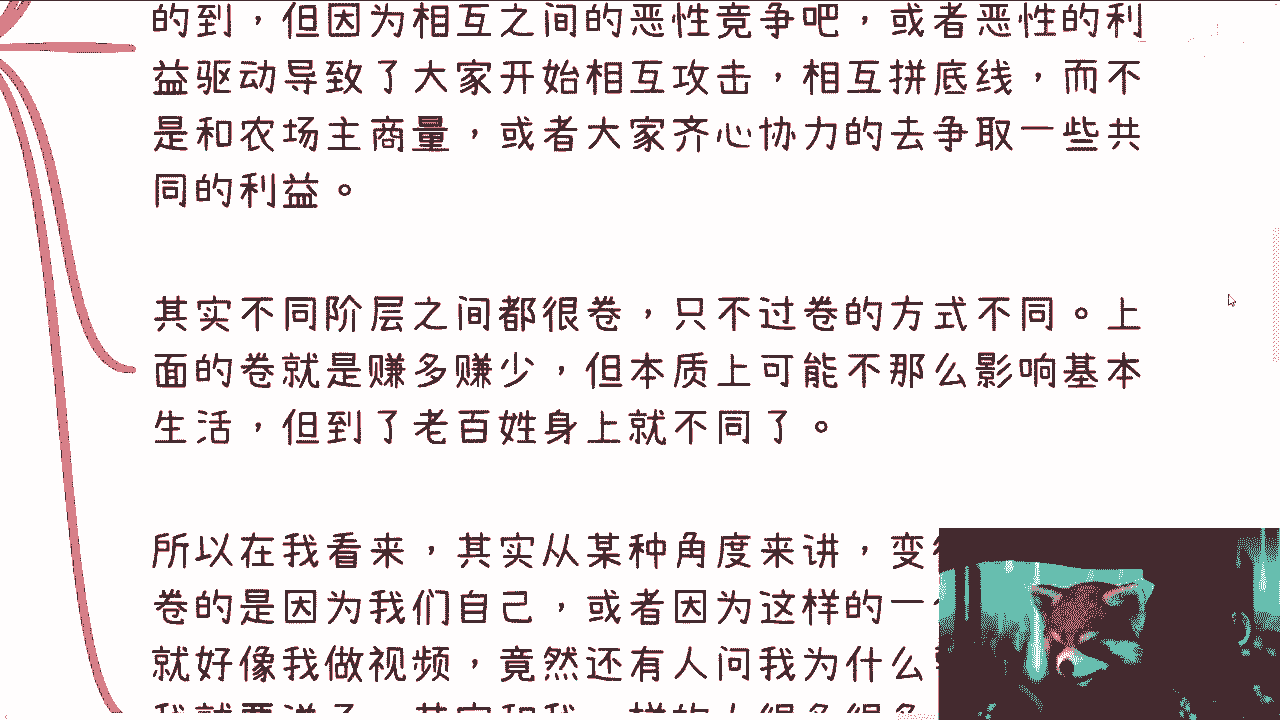 的到，但因为相互之间的恶性竞争吧，或者恶性的利
益驱动导致了大家开始相互攻击，相互拼底线，而不
是和农场主商量，或者大家齐心协力的去争取一些共
同的利益。
其实不同阶层之间都很卷，只不过卷的方式不同。上
面的卷就是赚多赚少，但本质上可能不那么影响基本
生活，但到了老百姓身上就不同了。
所以在我看来，其实从某种角度来讲，变
卷的是因为我们自己，或者因为这样的一
就好像我做视频，竟然还有人问我为什么